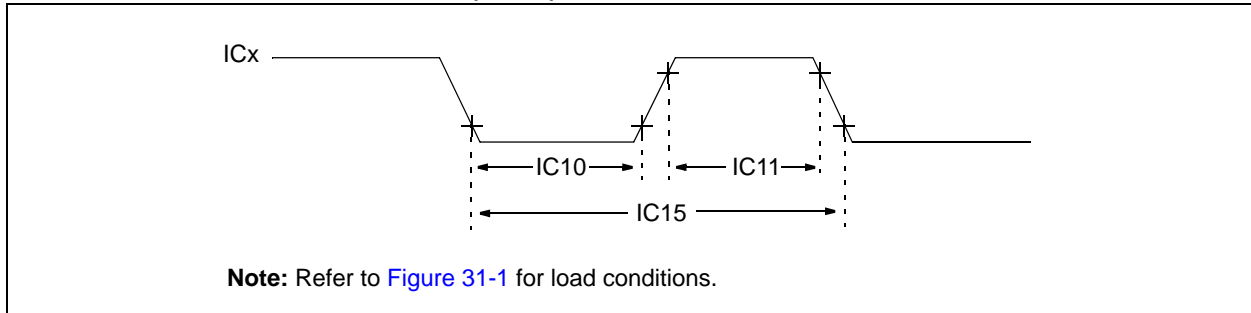 ICx
IC10
IC11
IC15
Note: Refer to Figure 31-1 for load conditions.